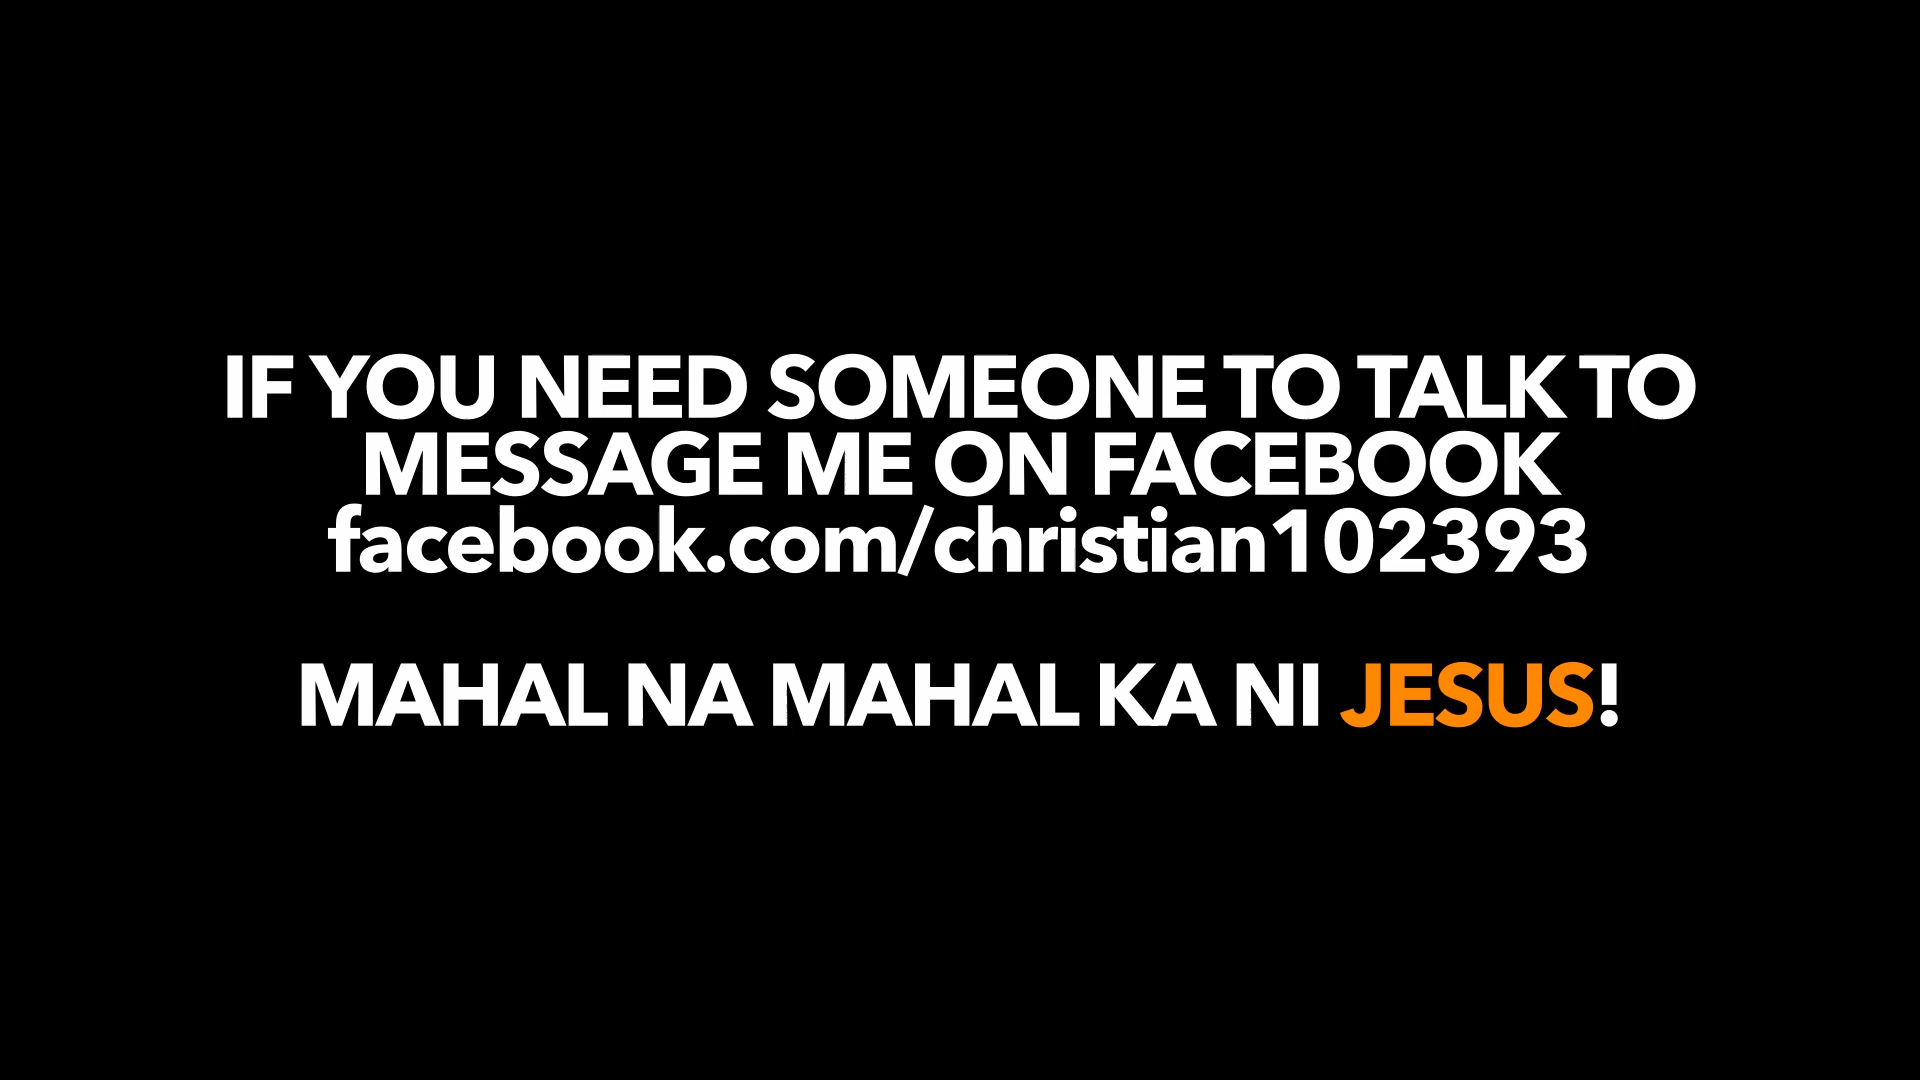 IF YOU NEED SOMEONE TO TALK TO
MESSAGE ME ON FACEBOOK
facebook.com/christian102393
MAHAL NA MAHAL KA NI JESUS!